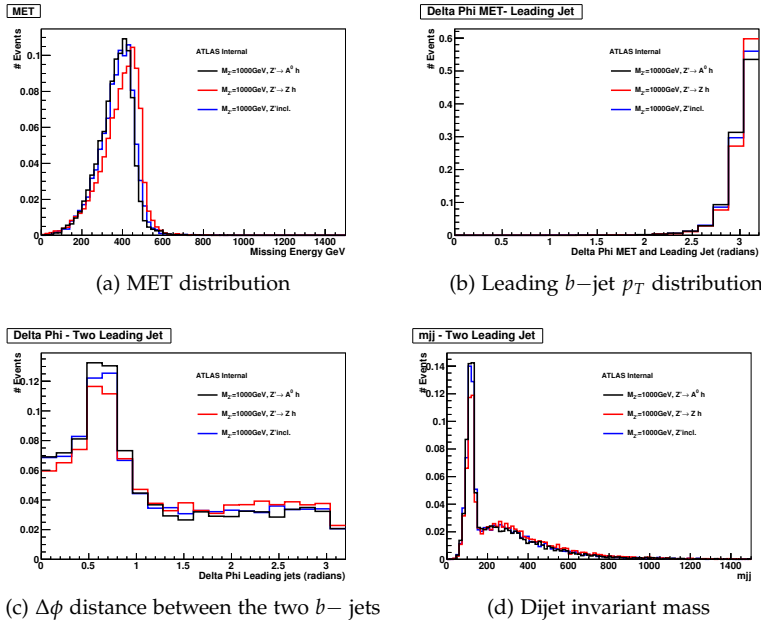 MET
# Events
0.1
0.08
0.06
0.04
0.02
0
ATLAS Internal
M_Z'=1000GeV, Z'→ A⁰ h
M_Z'=1000GeV, Z'→ Z h
M_Z'=1000GeV, Z'incl.
0 200 400 600 800 1000 1200 1400
Missing Energy GeV
(a) MET distribution
Delta Phi MET- Leading Jet
# Events
0.6
0.5
0.4
0.3
0.2
0.1
0
ATLAS Internal
M_Z'=1000GeV, Z'→ A⁰ h
M_Z'=1000GeV, Z'→ Z h
M_Z'=1000GeV, Z'incl.
0 0.5 1 1.5 2 2.5 3
Delta Phi MET and Leading Jet (radians)
(b) Leading b−jet p_T distribution
Delta Phi - Two Leading Jet
# Events
0.12
0.1
0.08
0.06
0.04
0.02
0
ATLAS Internal
M_Z'=1000GeV, Z'→ A⁰ h
M_Z'=1000GeV, Z'→ Z h
M_Z'=1000GeV, Z'incl.
0 0.5 1 1.5 2 2.5 3
Delta Phi Leading jets (radians)
(c) Δϕ distance between the two b− jets
mjj - Two Leading Jet
# Events
0.14
0.12
0.1
0.08
0.06
0.04
0.02
0
ATLAS Internal
M_Z'=1000GeV, Z'→ A⁰ h
M_Z'=1000GeV, Z'→ Z h
M_Z'=1000GeV, Z'incl.
0 200 400 600 800 1000 1200 1400
mjj
(d) Dijet invariant mass